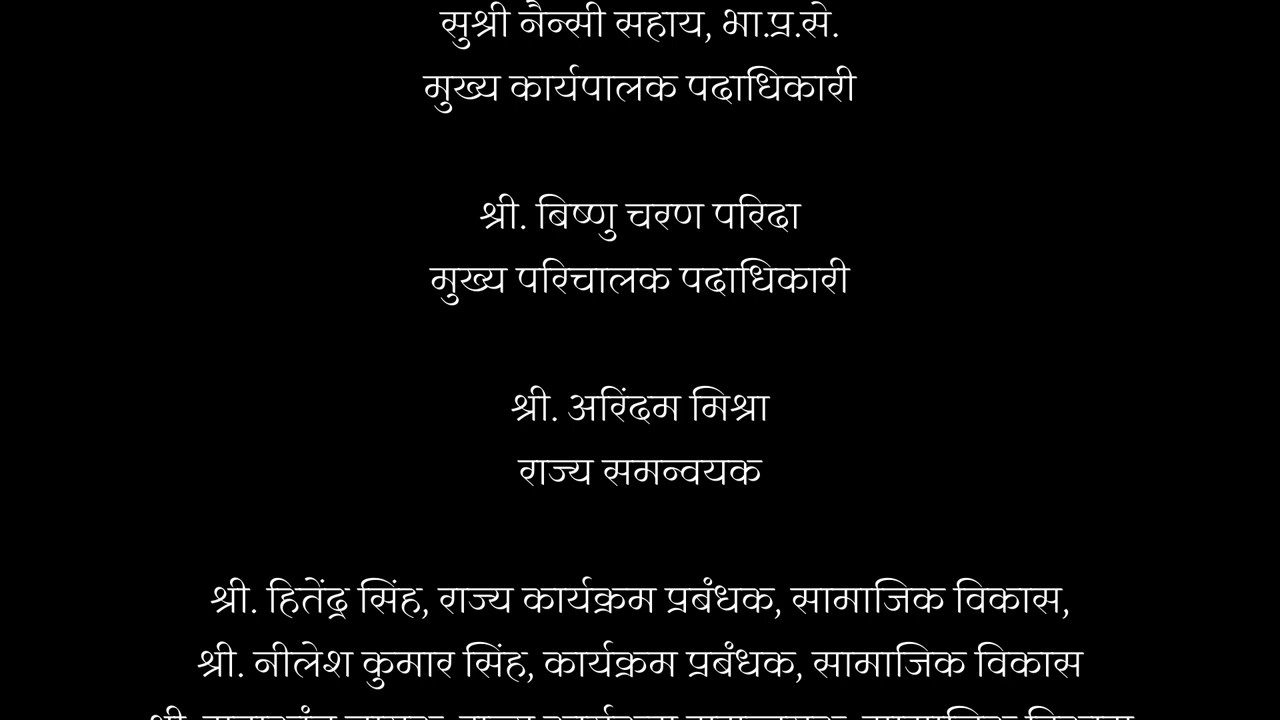 सुश्री नैन्सी सहाय, भा.प्र.से.
मुख्य कार्यपालक पदाधिकारी
श्री. बिष्णु चरण परिदा
मुख्य परिचालक पदाधिकारी
श्री. अरिंदम मिश्रा
राज्य समन्वयक
श्री. हितेंद्र सिंह, राज्य कार्यक्रम प्रबंधक, सामाजिक विकास,
श्री. नीलेश कुमार सिंह, कार्यक्रम प्रबंधक, सामाजिक विकास